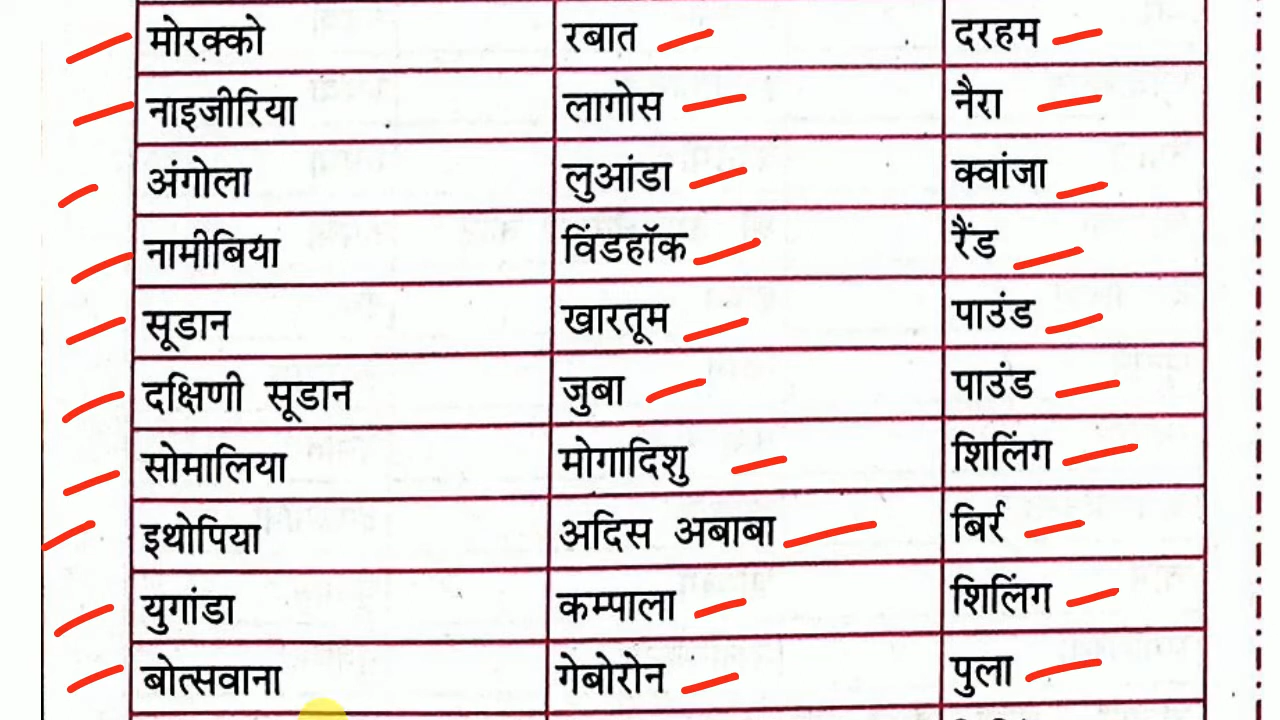 मोरक्को रबात दरहम
नाइजीरिया लागोस नैरा
अंगोला लुआंडा क्वांजा
नामीबिया विंडहॉक रैंड
सूडान खारतूम पाउंड
दक्षिणी सूडान जुबा पाउंड
सोमालिया मोगादिशु शिलिंग
इथोपिया अदिस अबाबा बिर्र
युगांडा कम्पाला शिलिंग
बोत्सवाना गेबोरोन पुला